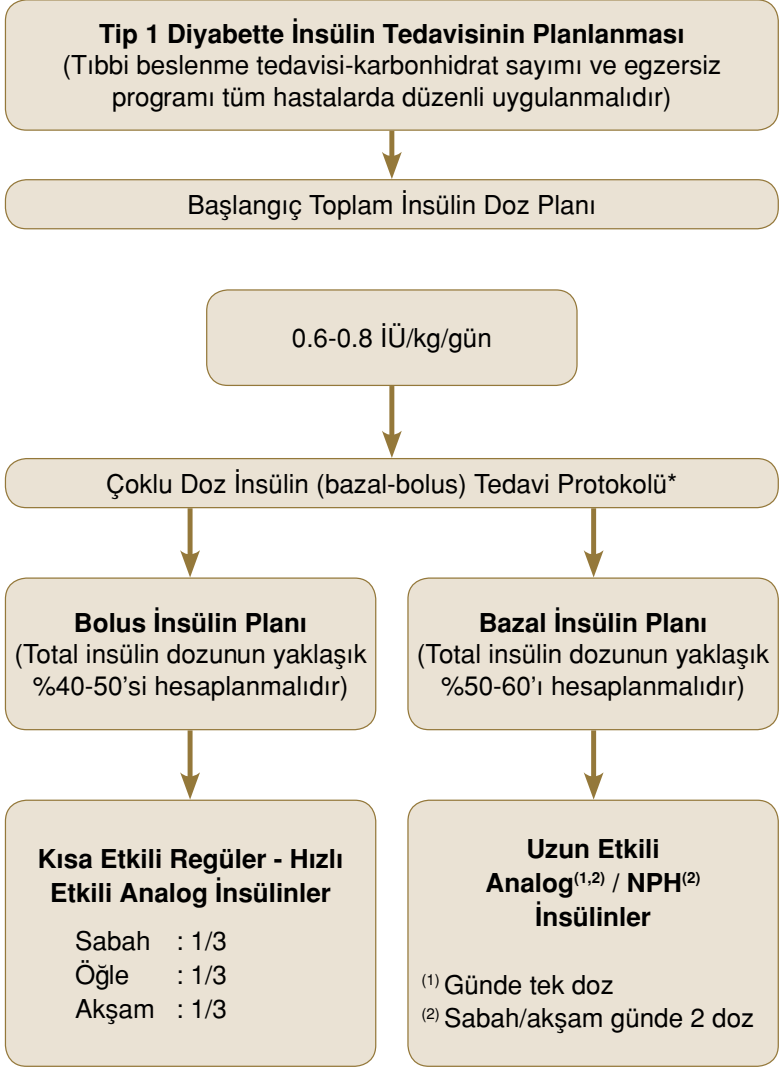 Tip 1 Diyabette İnsülin Tedavisinin Planlanması
(Tıbbi beslenme tedavisi-karbonhidrat sayımı ve egzersiz
programı tüm hastalarda düzenli uygulanmalıdır)
Başlangıç Toplam İnsülin Doz Planı
0.6-0.8 İÜ/kg/gün
Çoklu Doz İnsülin (bazal-bolus) Tedavi Protokolü*
Bolus İnsülin Planı
(Total insülin dozunun yaklaşık
%40-50'si hesaplanmalıdır)
Bazal İnsülin Planı
(Total insülin dozunun yaklaşık
%50-60'ı hesaplanmalıdır)
Kısa Etkili Regüler - Hızlı
Etkili Analog İnsülinler
Sabah : 1/3
Öğle : 1/3
Akşam : 1/3
Uzun Etkili
Analog(1,2) / NPH(2)
İnsülinler
(1) Günde tek doz
(2) Sabah/akşam günde 2 doz